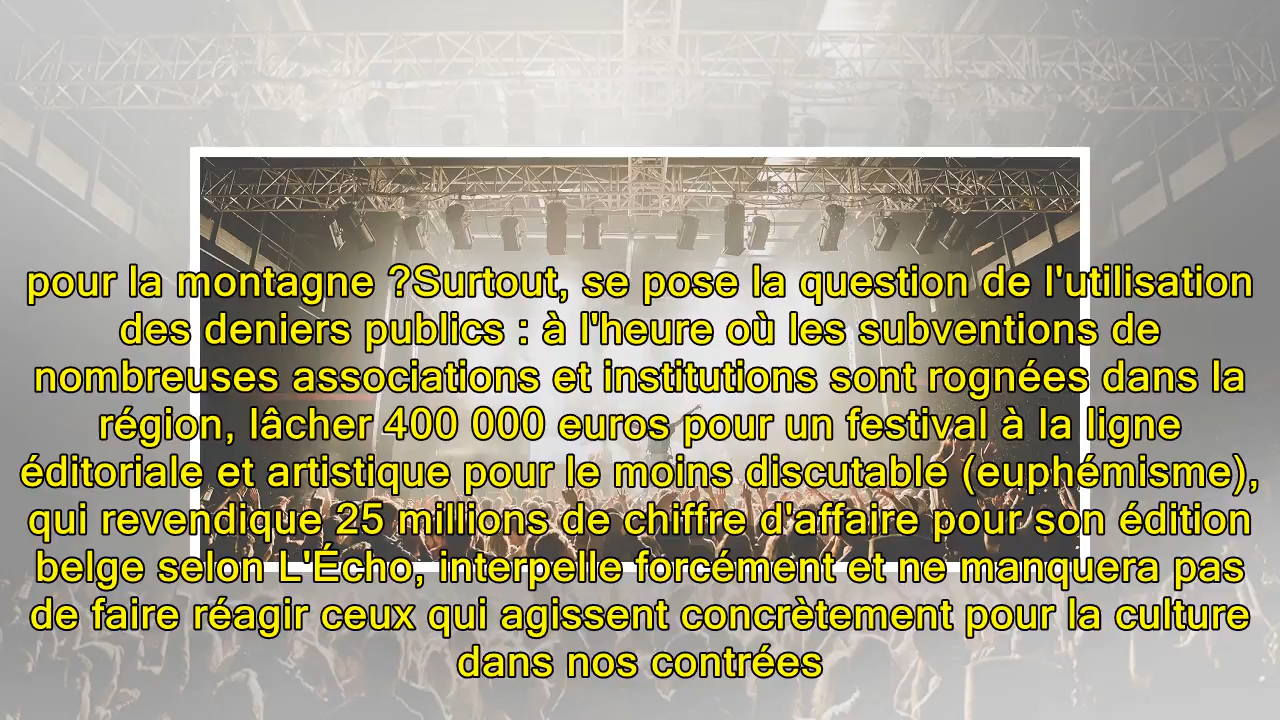 pour la montagne ?Surtout, se pose la question de l'utilisation
des deniers publics : à l'heure où les subventions de
nombreuses associations et institutions sont rognées dans la
région, lâcher 400 000 euros pour un festival à la ligne
éditoriale et artistique pour le moins discutable (euphémisme),
qui revendique 25 millions de chiffre d'affaire pour son édition
belge selon L'Écho, interpelle forcément et ne manquera pas
de faire réagir ceux qui agissent concrètement pour la culture
dans nos contrées